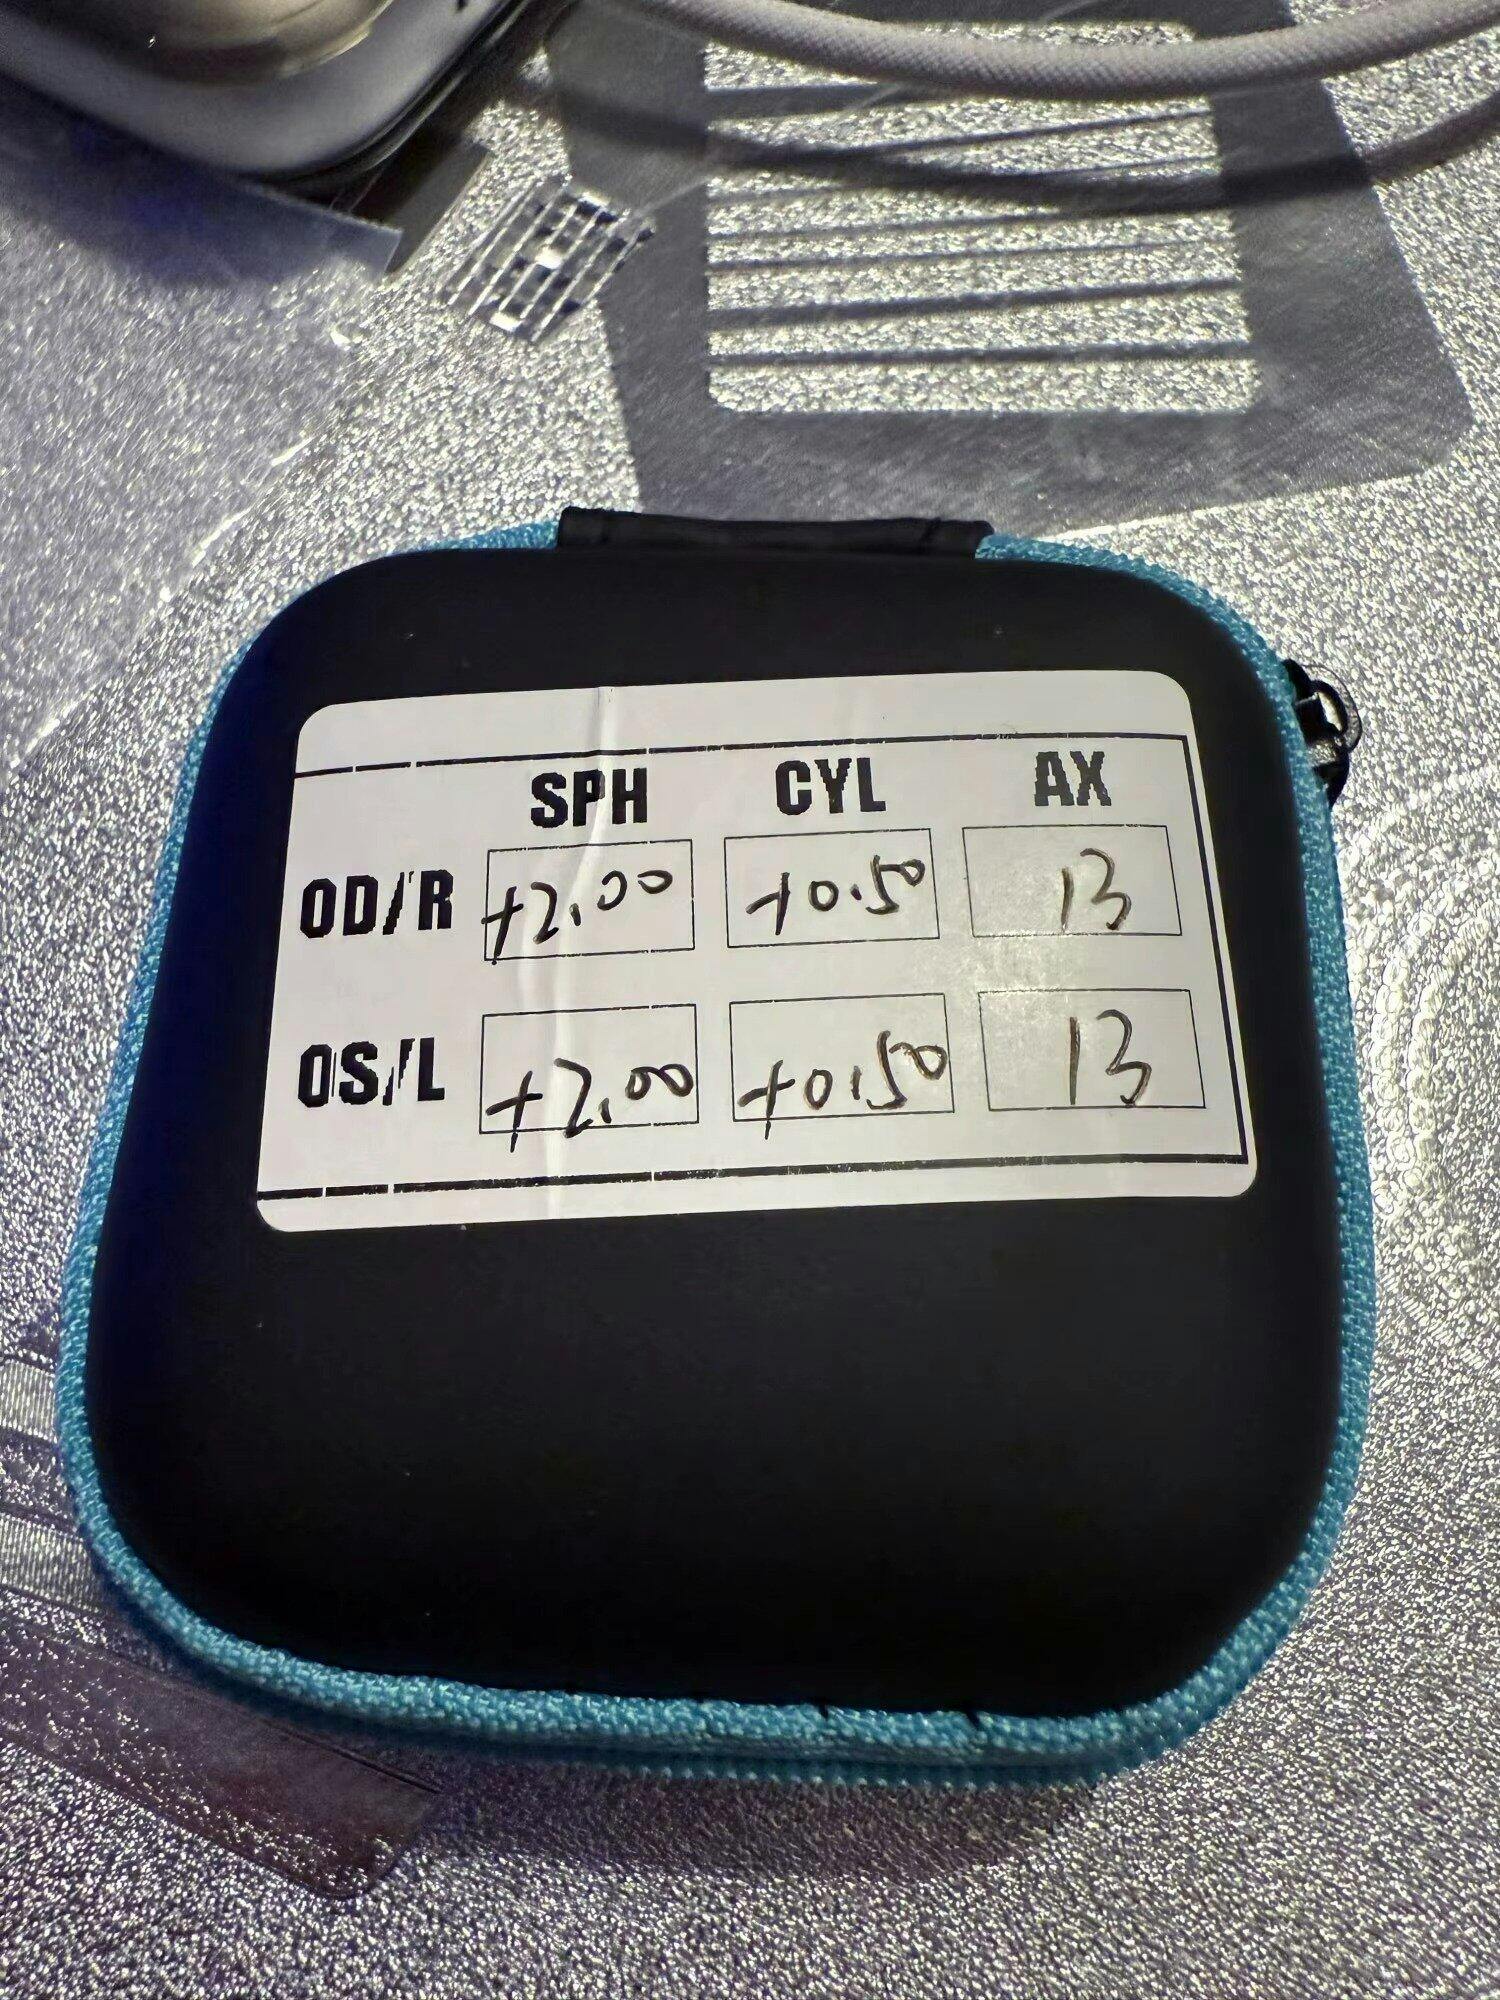 SPH CYL AX
OD/R +2.00 +0.50 13
OS/L +2.00 +0.50 13